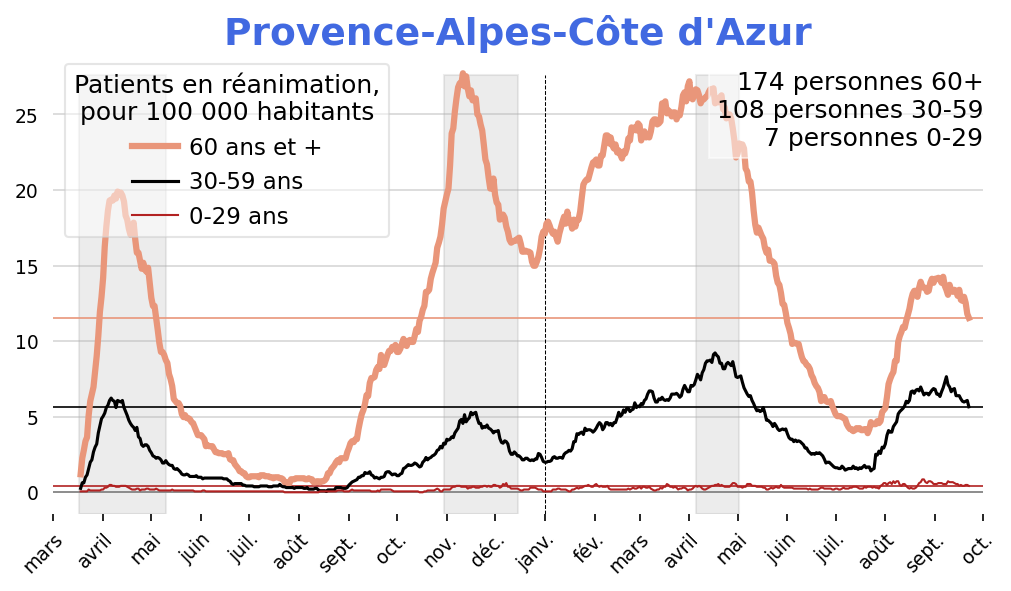 Provence-Alpes-Côte d'Azur
Patients en réanimation,
pour 100 000 habitants
60 ans et +
30-59 ans
0-29 ans
174 personnes 60+
108 personnes 30-59
7 personnes 0-29
25
20
15
10
5
0
mars
avril
mai
juin
juil.
août
sept.
oct.
nov.
déc.
janv.
fév.
mars
avril
mai
juin
juil.
août
sept.
oct.